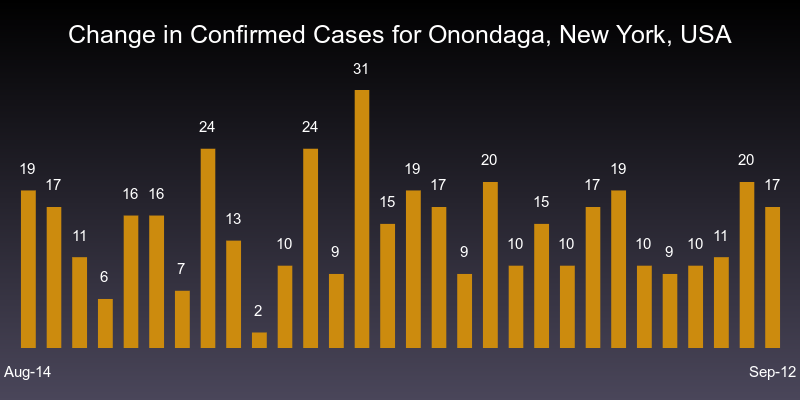 Change in Confirmed Cases for Onondaga, New York, USA
31
24 24
19 19 20 19 20
17 16 16 17 17 17
15 15
13
11 10 9 9 10 10 10 9 10 11
6 7
2
Aug-14 Sep-12